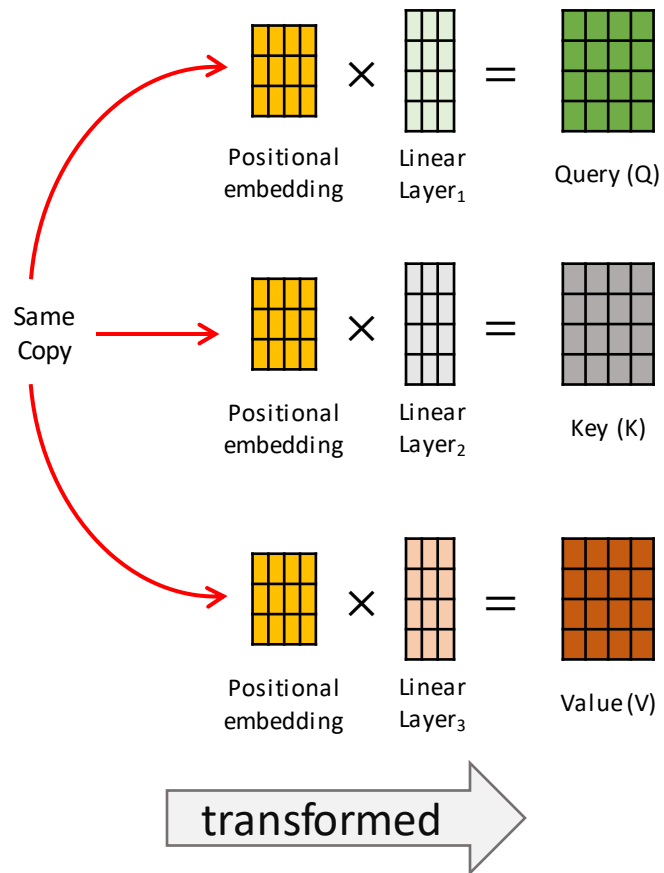 ×
=
Positional
embedding
Linear
Layer₁
Query (Q)
Same
Copy
×
=
Positional
embedding
Linear
Layer₂
Key (K)
×
=
Positional
embedding
Linear
Layer₃
Value (V)
transformed